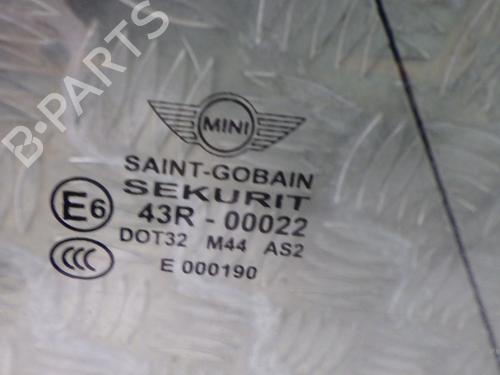 B-PARTS
MINI
SAINT-GOBAIN
SEKURIT
E6 43R - 00022
DOT32 M44 AS2
CCC
E 000190